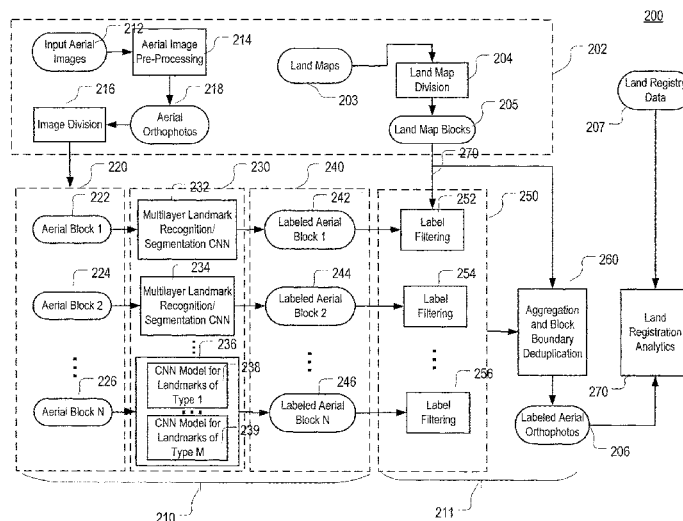 200
Input Aerial
Images
212
Aerial Image
Pre-Processing
214
216
218
Image Division
Aerial
Orthophotos
Land Maps
203
Land Map
Division
204
Land Map Blocks
205
202
Land Registry
Data
207
220
230
240
270
250
222
Aerial Block 1
232
Multilayer Landmark
Recognition/
Segmentation CNN
242
Labeled Aerial
Block 1
252
Label
Filtering
224
Aerial Block 2
234
Multilayer Landmark
Recognition/
Segmentation CNN
244
Labeled Aerial
Block 2
254
Label
Filtering
260
Aggregation and
Block
Boundary
Deduplication
Land
Registration
Analytics
270
226
Aerial Block N
236
238
CNN Model for
Landmarks of
Type 1
CNN Model for
Landmarks of
Type M
239
246
Labeled Aerial
Block N
256
Label
Filtering
Labeled Aerial
Orthophotos
206
210
211